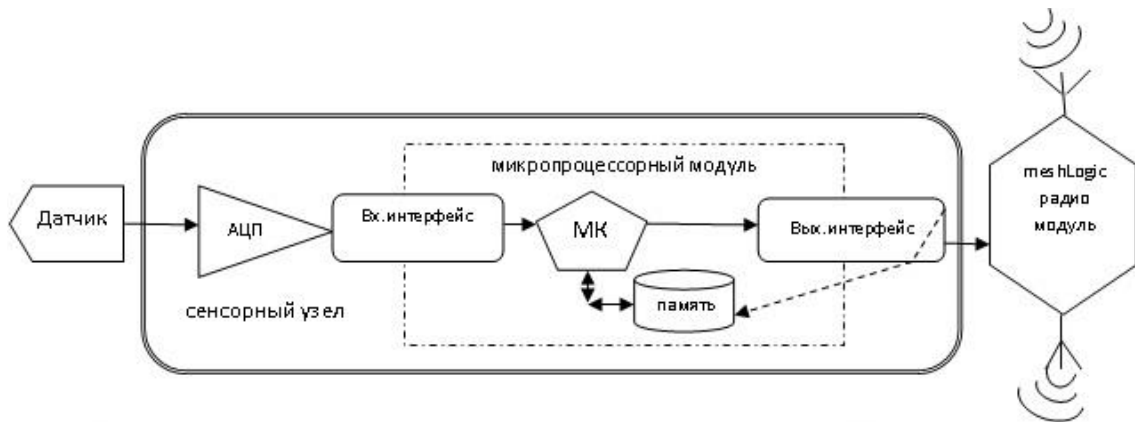 микропроцессорный модуль
meshLogic
радио
модуль
Датчик
АЦП
Вх.интерфейс
МК
Вых.интерфейс
память
сенсорный узел